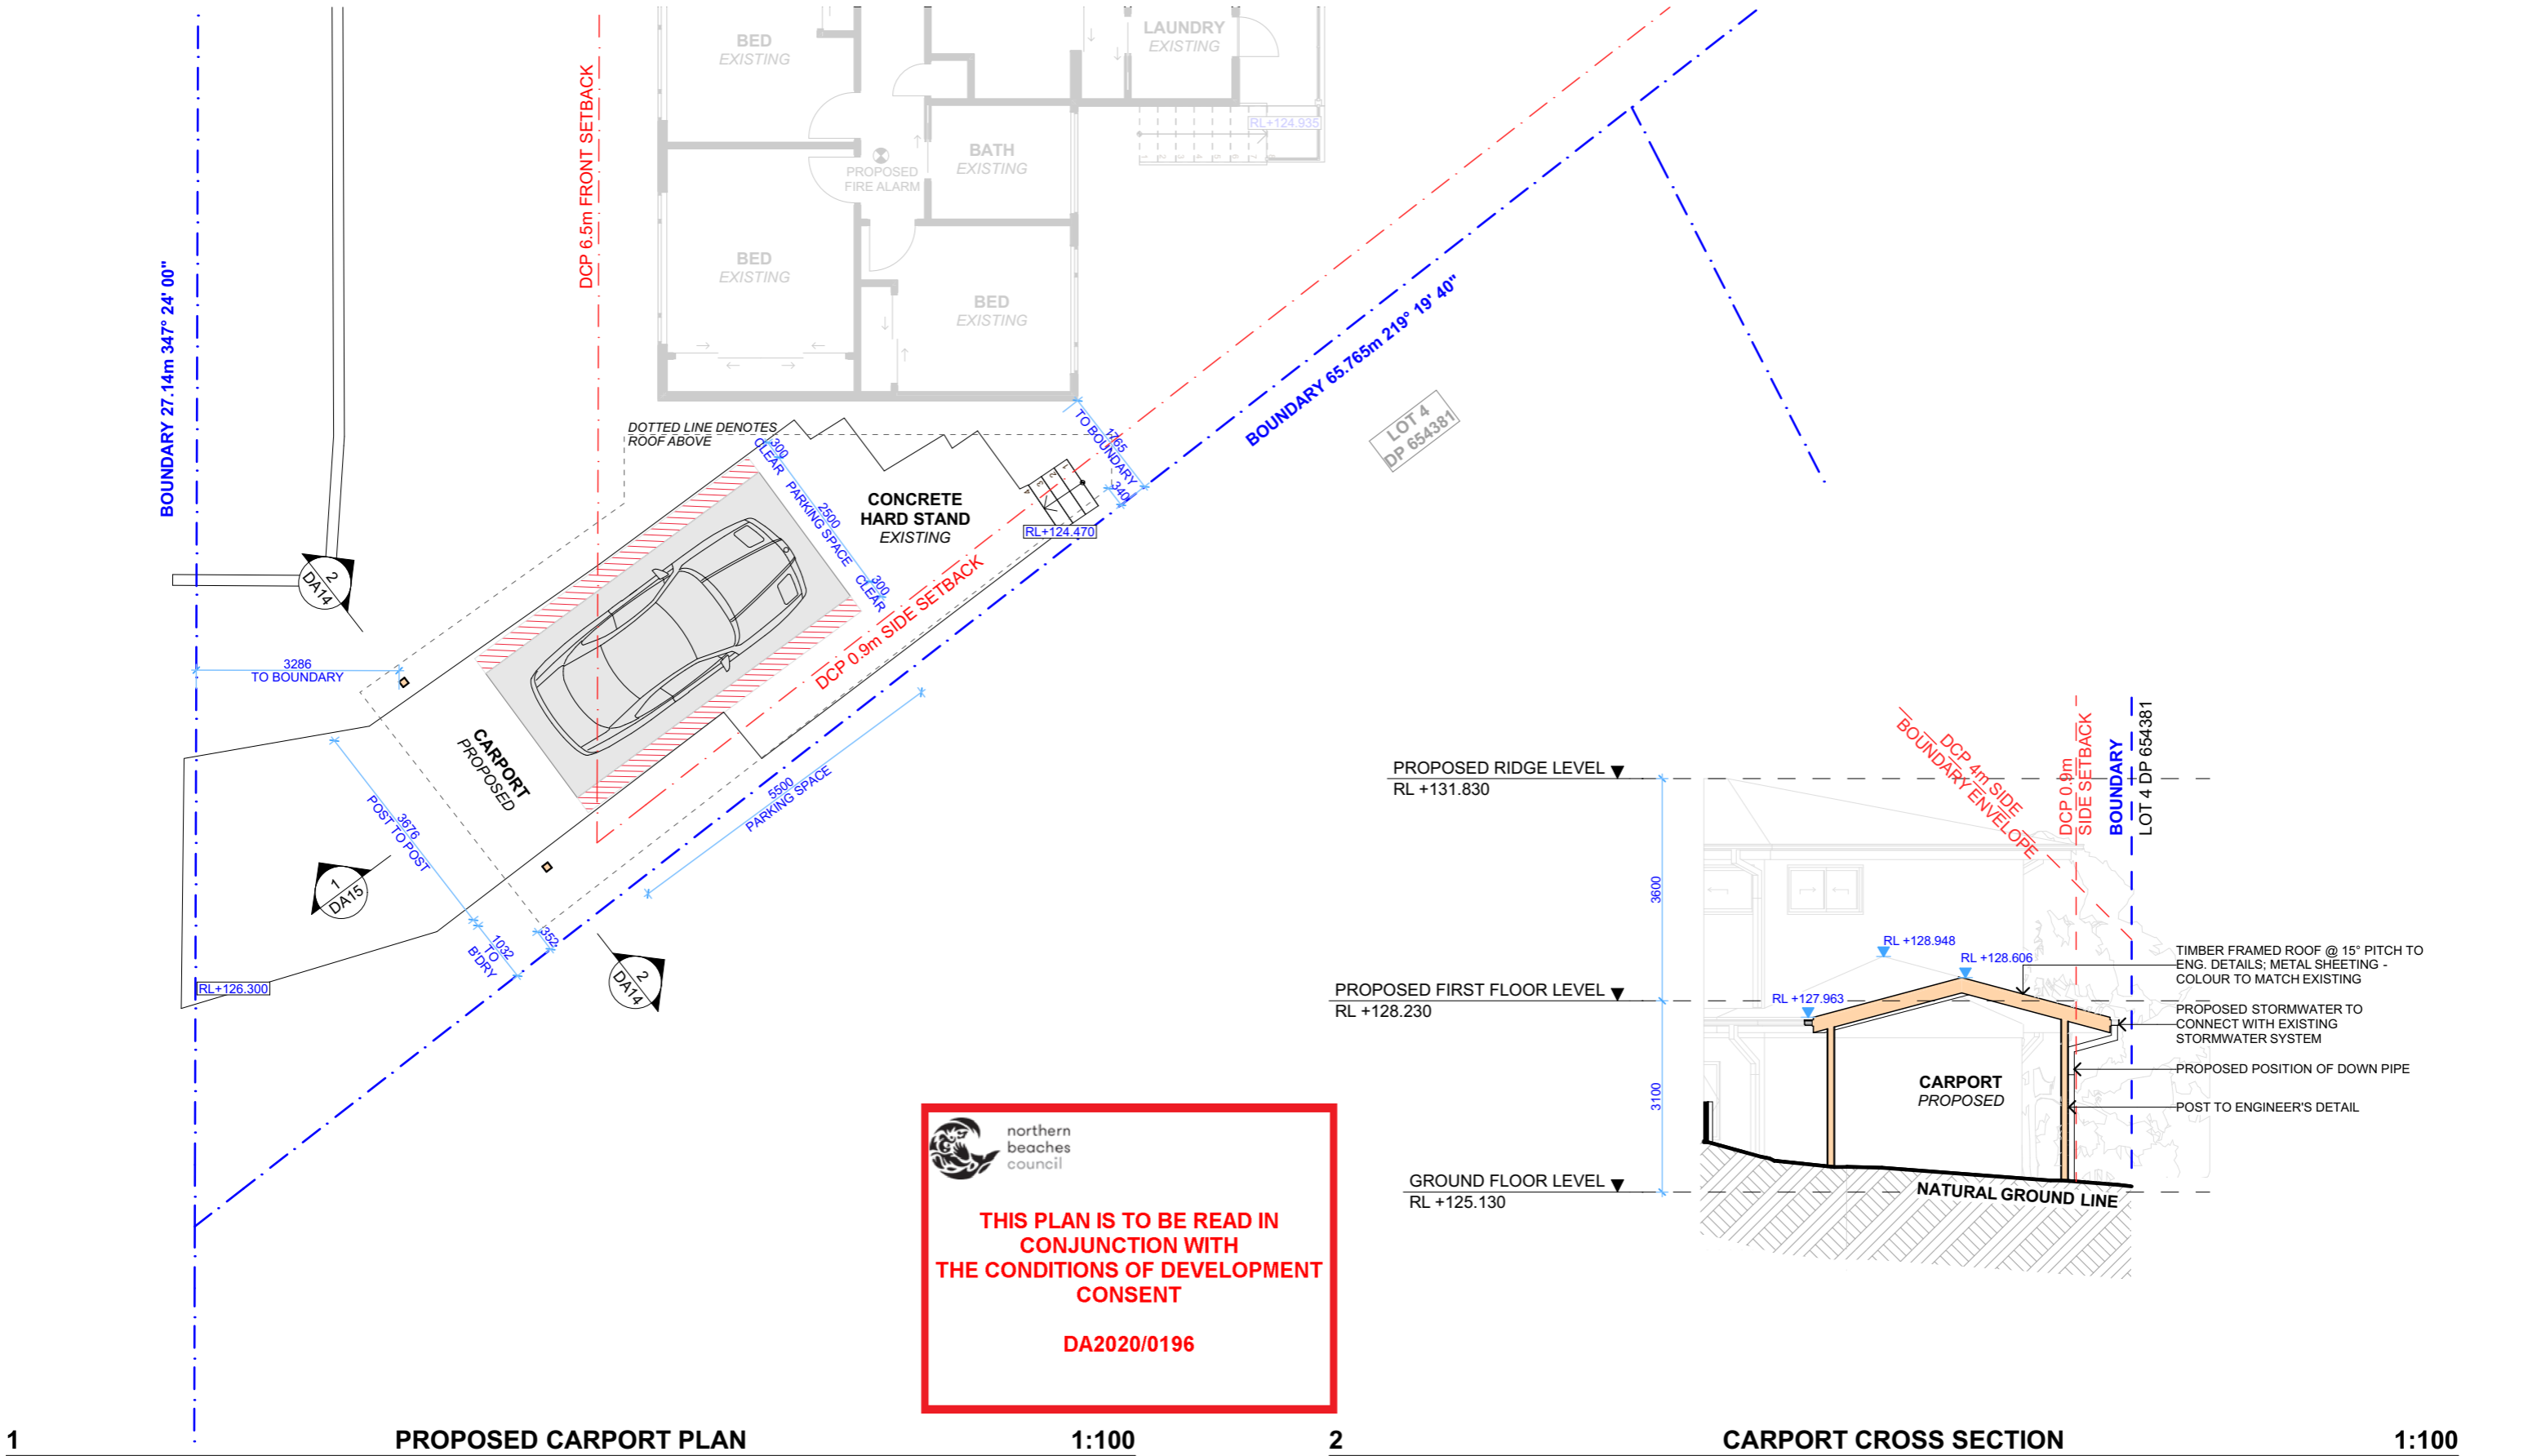 BED
EXISTING
LAUNDRY
EXISTING
RL+124.935
BATH
EXISTING
PROPOSED
FIRE ALARM
BED
EXISTING
BED
EXISTING
DCP 6.5m FRONT SETBACK
BOUNDARY 27.14m 347° 24' 00"
BOUNDARY 65.765m 219° 19' 40"
LOT 4
DP 654381
DOTTED LINE DENOTES
ROOF ABOVE
1765
TO BOUNDARY
340
300
CLEAR
2500
PARKING SPACE
300
CLEAR
CONCRETE
HARD STAND
EXISTING
1
2
3
4
RL+124.470
DCP 0.9m SIDE SETBACK
2
DA14
3286
TO BOUNDARY
CARPORT
PROPOSED
5500
PARKING SPACE
3676
POST TO POST
1
DA15
1032
TO
B'DRY
352
2
DA14
RL+126.300
northern
beaches
council
THIS PLAN IS TO BE READ IN
CONJUNCTION WITH
THE CONDITIONS OF DEVELOPMENT
CONSENT
DA2020/0196
PROPOSED RIDGE LEVEL
RL +131.830
3600
PROPOSED FIRST FLOOR LEVEL
RL +128.230
3100
GROUND FLOOR LEVEL
RL +125.130
DCP 4m SIDE
BOUNDARY ENVELOPE
DCP 0.9m
SIDE SETBACK
BOUNDARY
LOT 4 DP 654381
RL +128.948
RL +128.606
RL +127.963
TIMBER FRAMED ROOF @ 15° PITCH TO
ENG. DETAILS; METAL SHEETING -
COLOUR TO MATCH EXISTING
PROPOSED STORMWATER TO
CONNECT WITH EXISTING
STORMWATER SYSTEM
PROPOSED POSITION OF DOWN PIPE
POST TO ENGINEER'S DETAIL
CARPORT
PROPOSED
NATURAL GROUND LINE
1
PROPOSED CARPORT PLAN
1:100
2
CARPORT CROSS SECTION
1:100